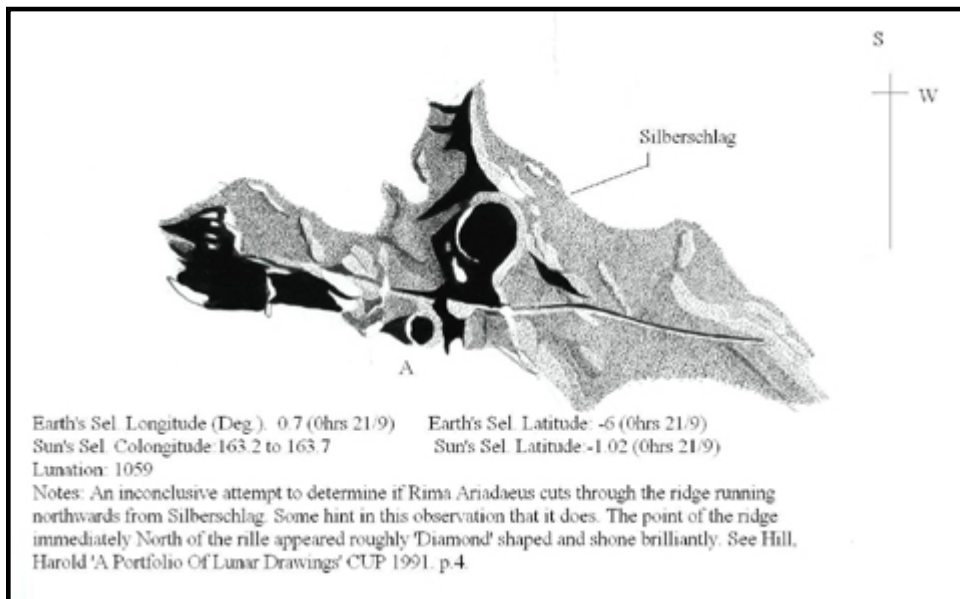 S
W
Silberschlag
A
Earth's Sel. Longitude (Deg.). 0.7 (0hrs 21/9) Earth's Sel. Latitude: -6 (0hrs 21/9)
Sun's Sel. Colongitude:163.2 to 163.7 Sun's Sel. Latitude:-1.02 (0hrs 21/9)
Lunation: 1059
Notes: An inconclusive attempt to determine if Rima Ariadaeus cuts through the ridge running
northwards from Silberschlag. Some hint in this observation that it does. The point of the ridge
immediately North of the rille appeared roughly 'Diamond' shaped and shone brilliantly. See Hill,
Harold 'A Portfolio Of Lunar Drawings' CUP 1991. p.4.